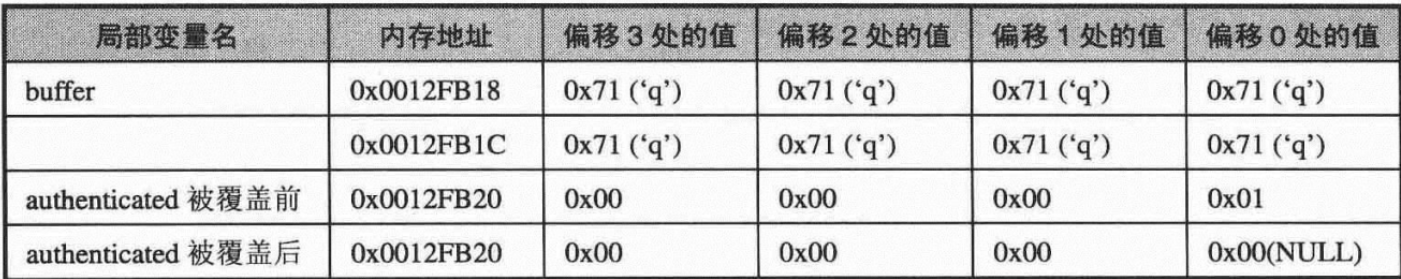 局部变量名 内存地址 偏移 3 处的值 偏移 2 处的值 偏移 1 处的值 偏移 0 处的值
buffer 0x0012FB18 0x71 (‘q’) 0x71 (‘q’) 0x71 (‘q’) 0x71 (‘q’)
0x0012FB1C 0x71 (‘q’) 0x71 (‘q’) 0x71 (‘q’) 0x71 (‘q’)
authenticated 被覆盖前 0x0012FB20 0x00 0x00 0x00 0x01
authenticated 被覆盖后 0x0012FB20 0x00 0x00 0x00 0x00(NULL)